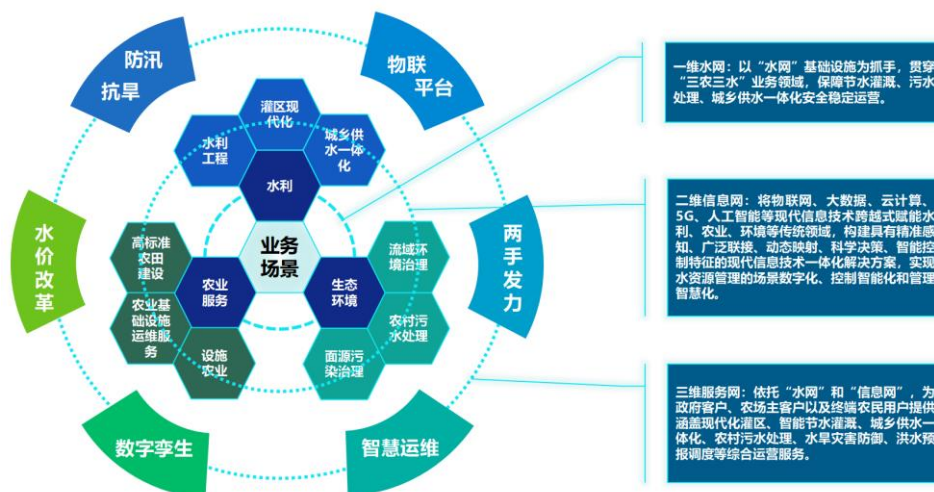 防汛
抗旱
物联
平台
灌区现
代化
水利
工程
城乡供
水一体
化
水利
水价改革
高标准
农田
建设
业务
场景
流域环
境治理
两手发力
农业
服务
生态
环境
农业基
础设施
运维服
务
农村污
水处理
设施
农业
面源污
染治理
数字孪生
智慧运维
一维水网：以“水网”基础设施为抓手，贯穿
“三农三水”业务领域，保障节水灌溉、污水
处理、城乡供水一体化安全稳定运营。
二维信息网：将物联网、大数据、云计算、
5G、人工智能等现代信息技术跨越式赋能水
利、农业、环境等传统领域，构建具有精准感
知、广泛联接、动态映射、科学决策、智能控
制特征的现代信息技术一体化解决方案，实现
水资源管理的场景数字化、控制智能化和管理
智慧化。
三维服务网：依托“水网”和“信息网”，为
政府客户、农场主客户以及终端农民用户提供
涵盖现代化灌区、智能节水灌溉、城乡供水一
体化、农村污水处理、水旱灾害防御、洪水预
报调度等综合运营服务。